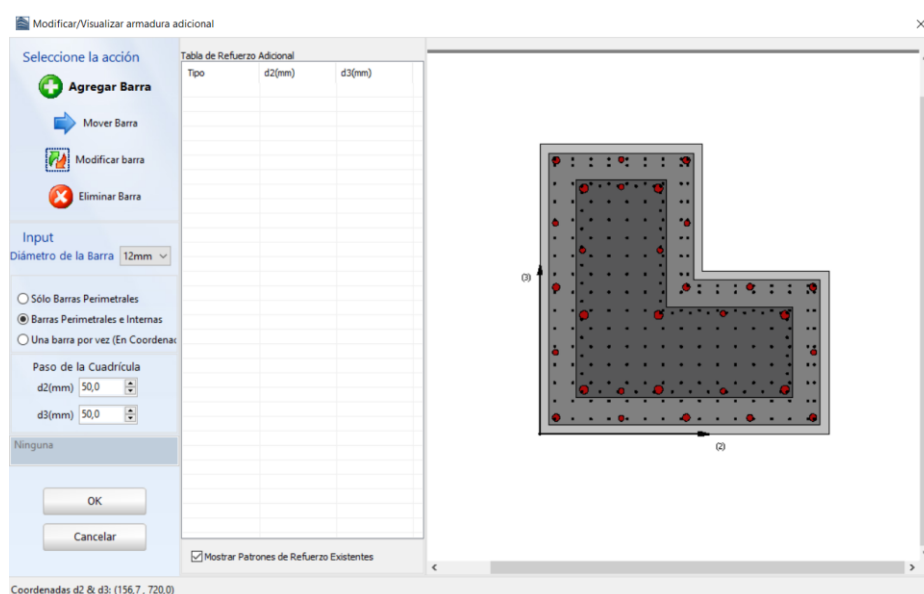 Modificar/Visualizar armadura adicional
Seleccione la acción
Agregar Barra
Mover Barra
Modificar barra
Eliminar Barra
Input
Diámetro de la Barra 12mm
Sólo Barras Perimetrales
Barras Perimetrales e Internas
Una barra por vez (En Coordenac
Paso de la Cuadrícula
d2(mm) 50,0
d3(mm) 50,0
Ninguna
OK
Cancelar
Tabla de Refuerzo Adicional
Tipo d2(mm) d3(mm)
Mostrar Patrones de Refuerzo Existentes
(3)
(2)
Coordenadas d2 & d3: (156,7 , 720,0)